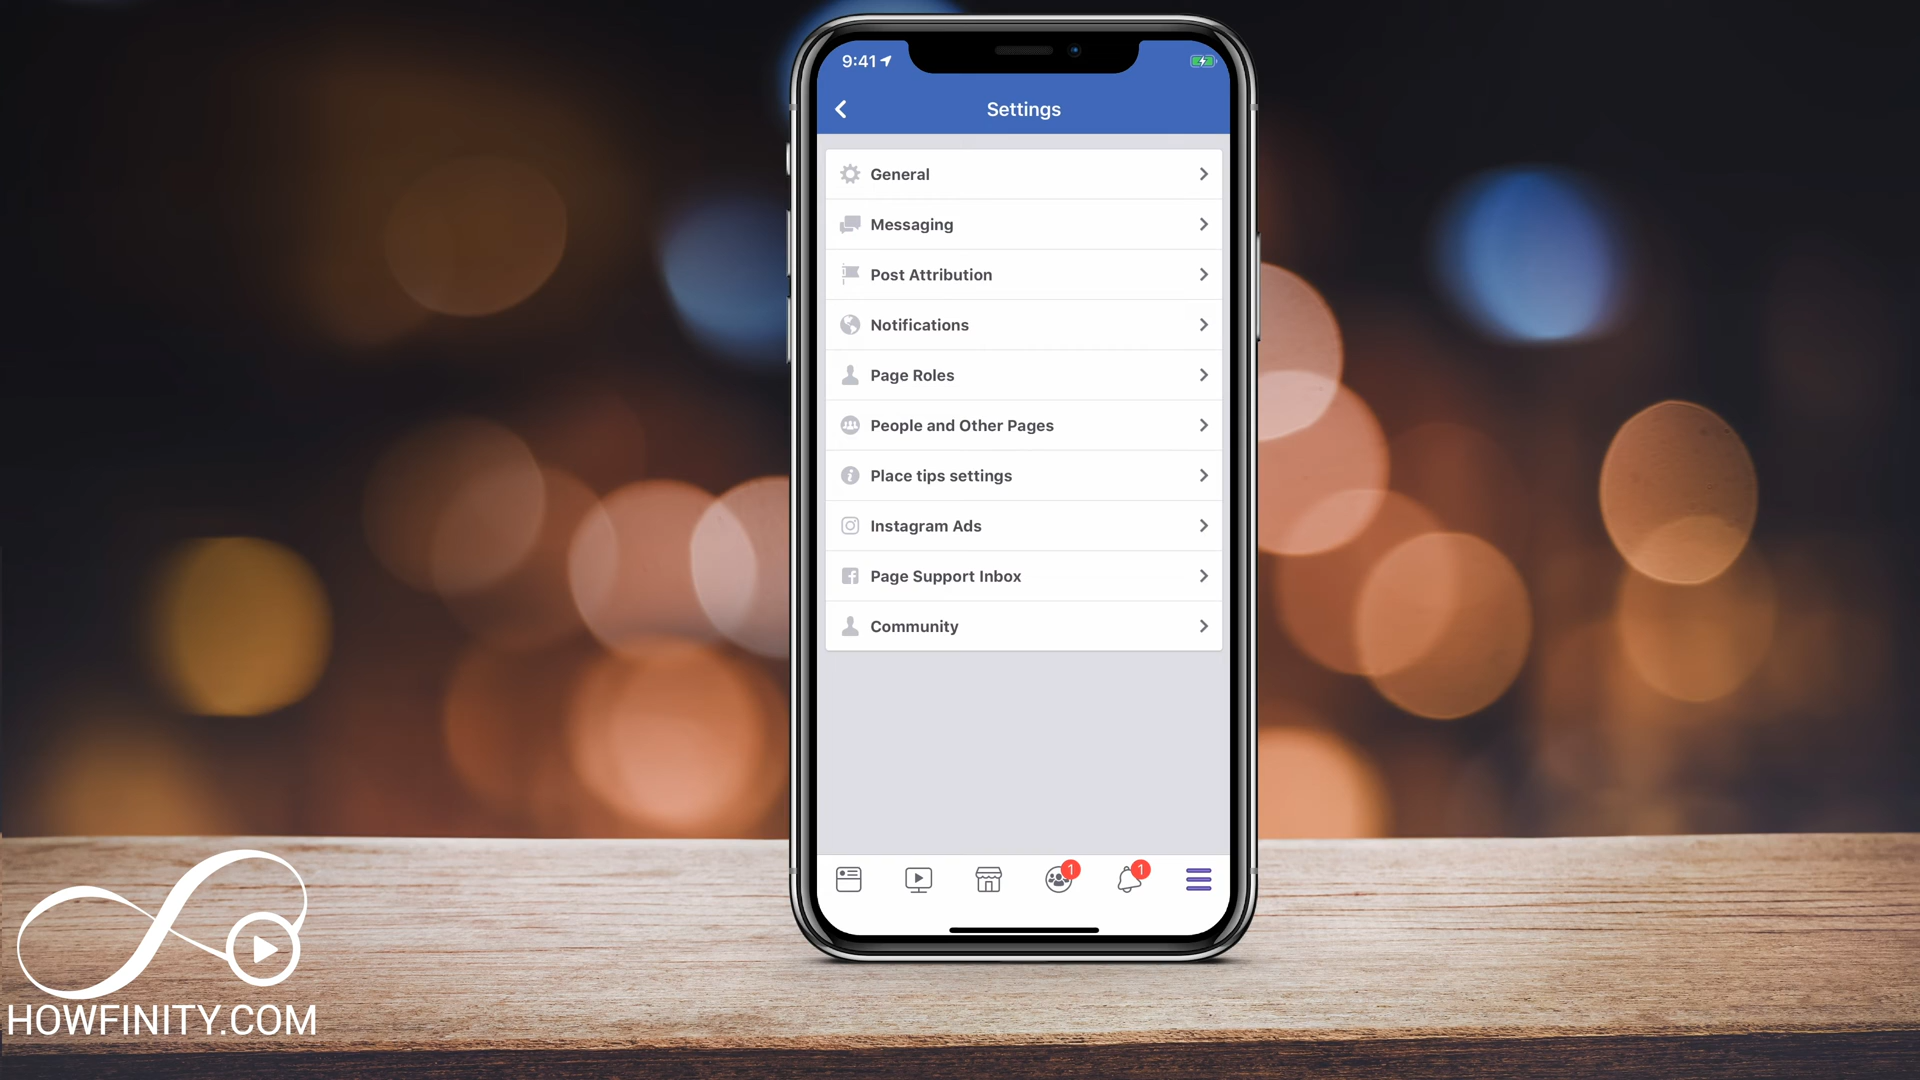 9:41
Settings
General
Messaging
Post Attribution
Notifications
Page Roles
People and Other Pages
Place tips settings
Instagram Ads
Page Support Inbox
Community
1
1
HOWFINITY.COM